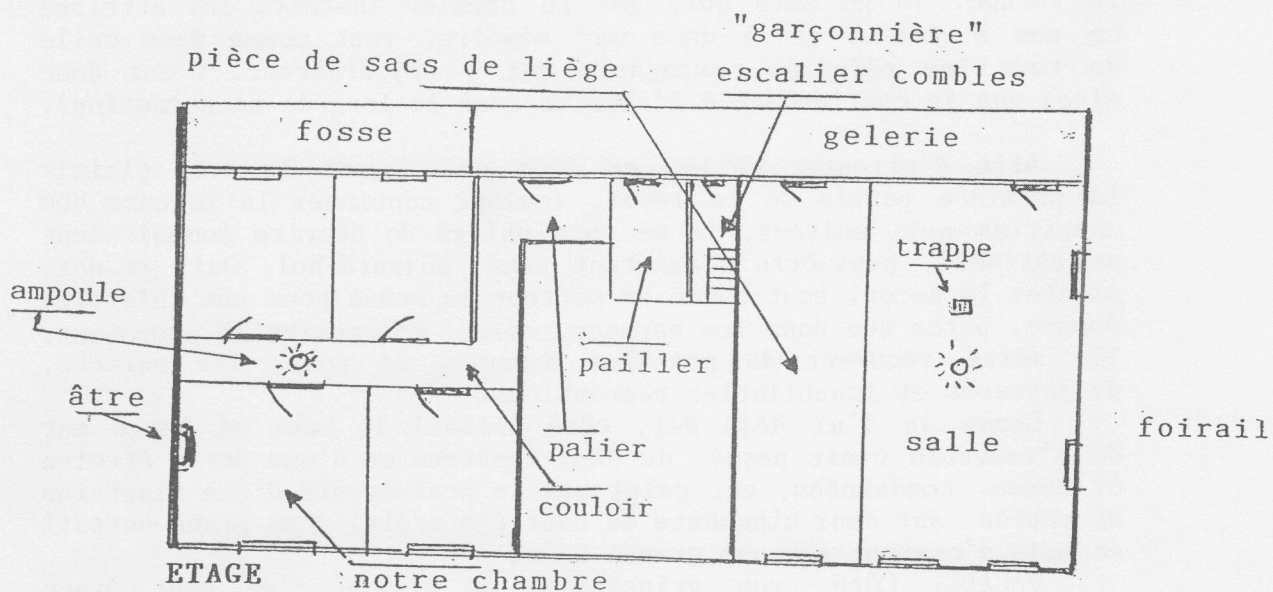 "garçonnière"
pièce de sacs de liège
escalier combles
fosse
gelerie
trappe
ampoule
pailler
âtre
salle
foirail
palier
couloir
ETAGE
notre chambre